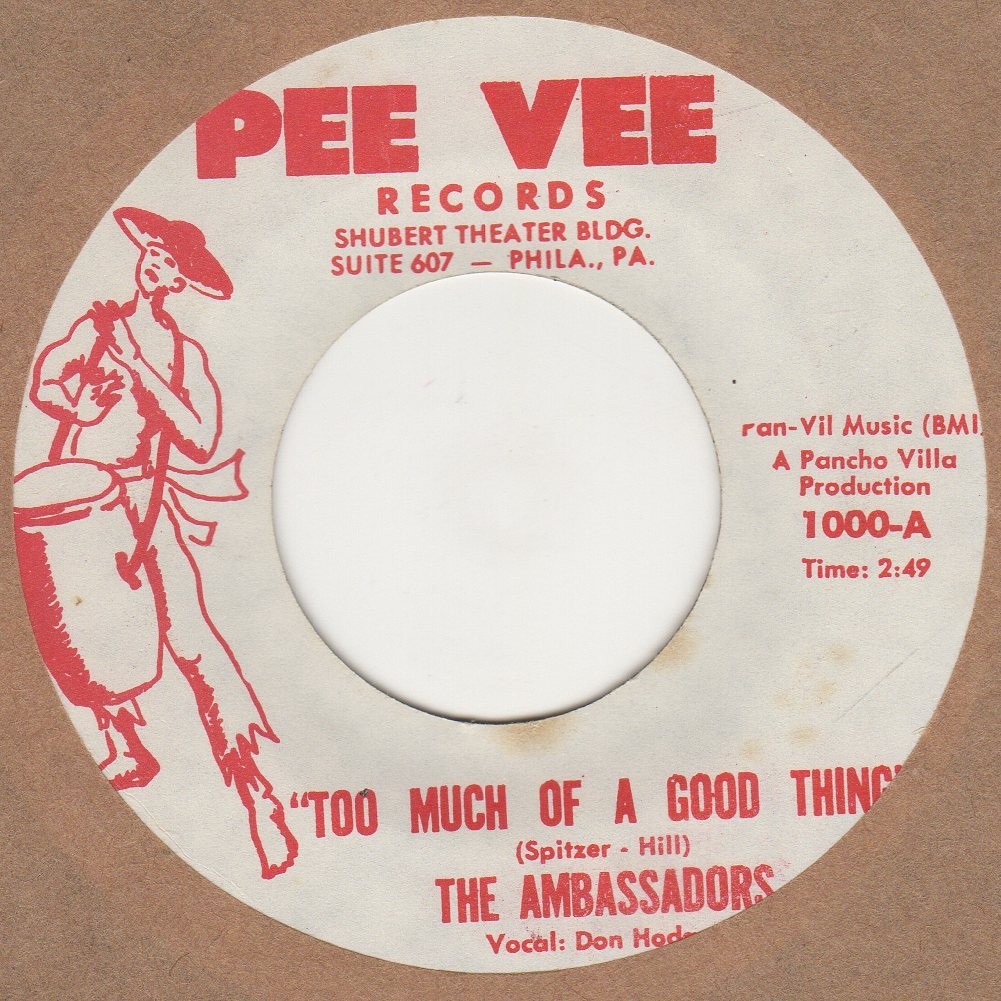 PEE VEE
RECORDS
SHUBERT THEATER BLDG.
SUITE 607 — PHILA., PA.
ran-Vil Music (BMI
A Pancho Villa
Production
1000-A
Time: 2:49
"TOO MUCH OF A GOOD THING"
(Spitzer - Hill)
THE AMBASSADORS
Vocal: Don